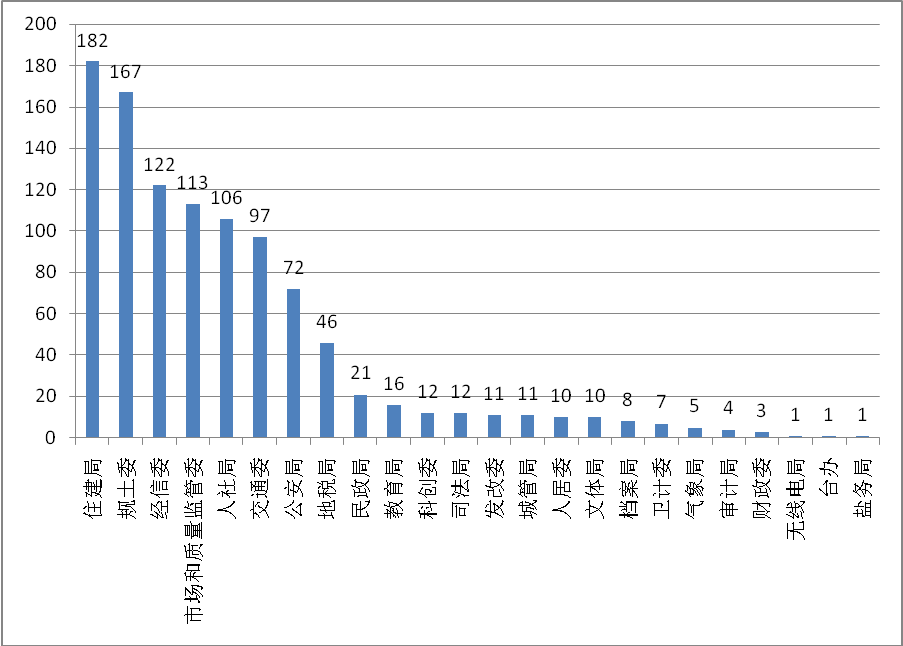 200
180
160
140
120
100
80
60
40
20
0
182
167
122
113
106
97
72
46
21
16
12
12
11
11
10
10
8
7
5
4
3
1
1
1
住建局
规土委
经信委
市场和质量监管委
人社局
交通委
公安局
地税局
民政局
教育局
科创委
司法局
发改委
城管局
人居委
文体局
档案局
卫计委
气象局
审计局
财政委
无线电局
台办
盐务局